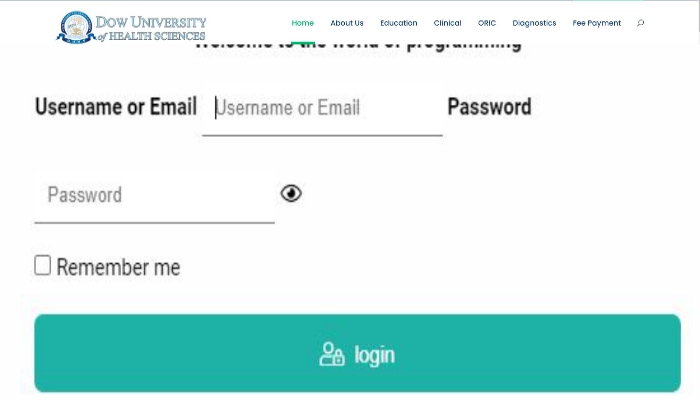 DOW UNIVERSITY
of HEALTH SCIENCES
Home About Us Education Clinical ORIC Diagnostics Fee Payment
Welcome to the world of programming
Username or Email Username or Email Password
Password
Remember me
login